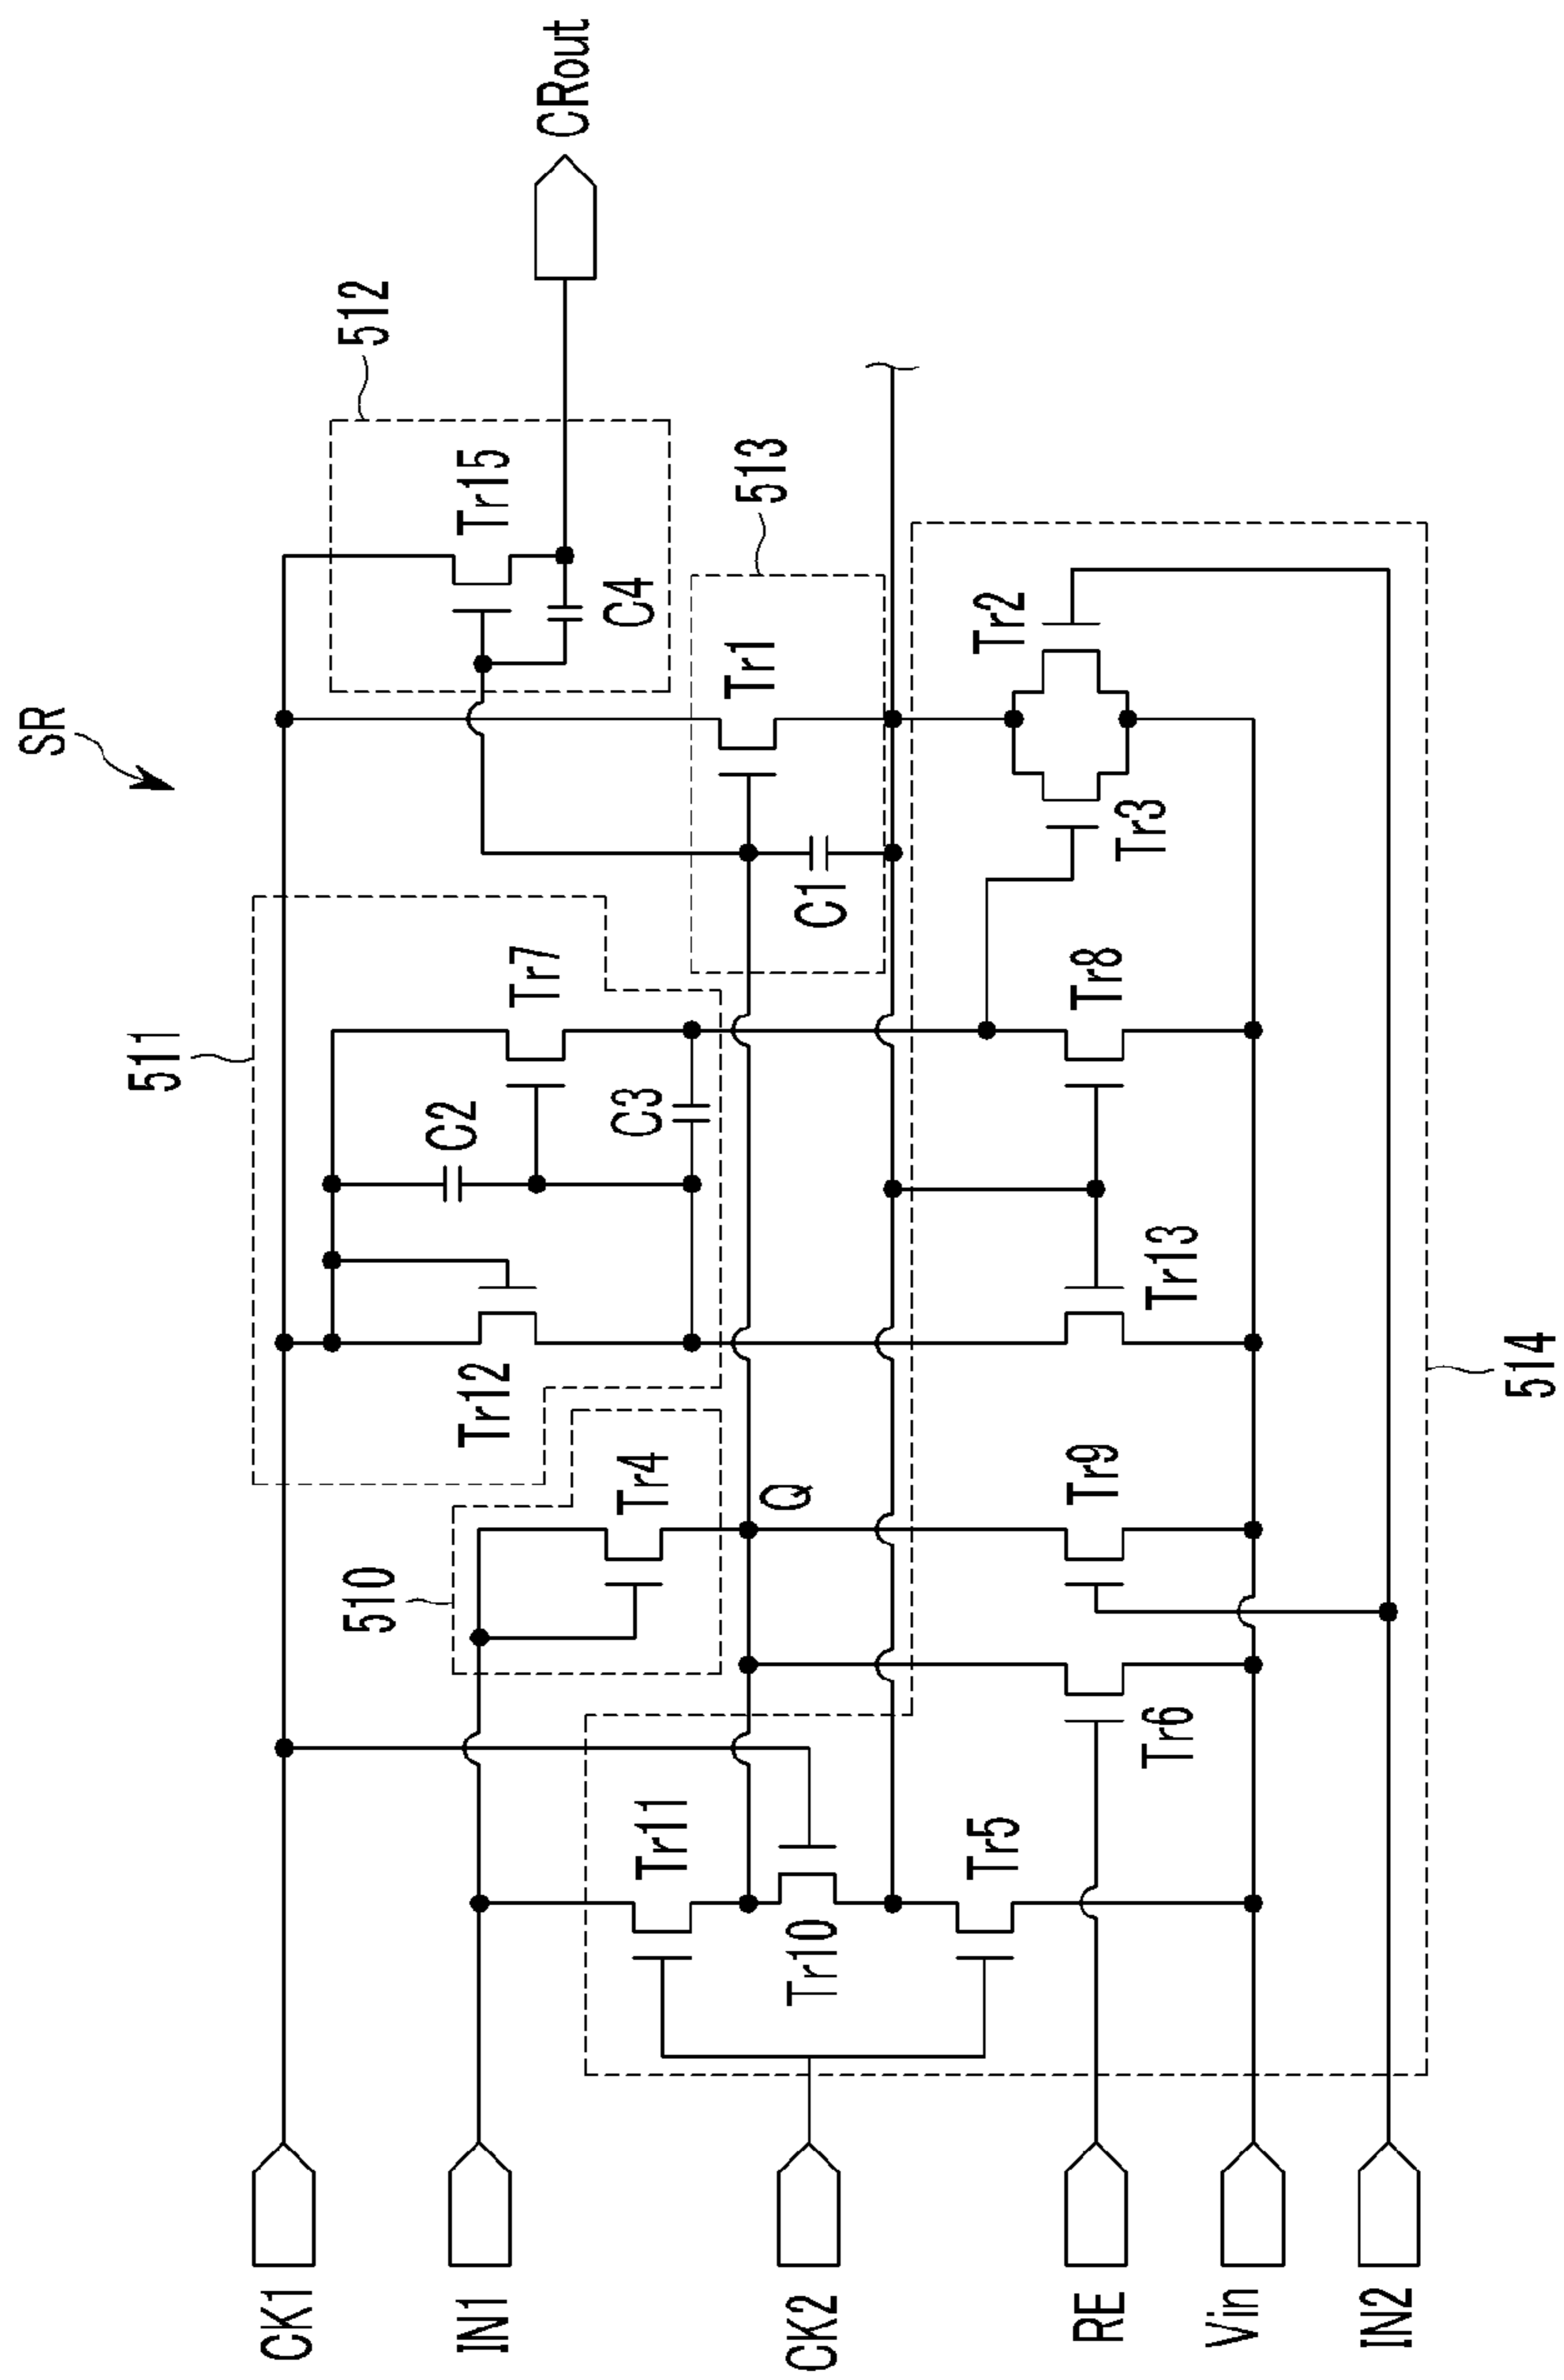 SR
CK1
IN1
CK2
RE
Vin
IN2
510
511
512
513
514
Tr11
Tr10
Tr5
Tr6
Tr4
Q
Tr9
Tr12
C2
Tr7
C3
Tr13
Tr8
C1
Tr1
Tr3
Tr2
Tr15
C4
CRout